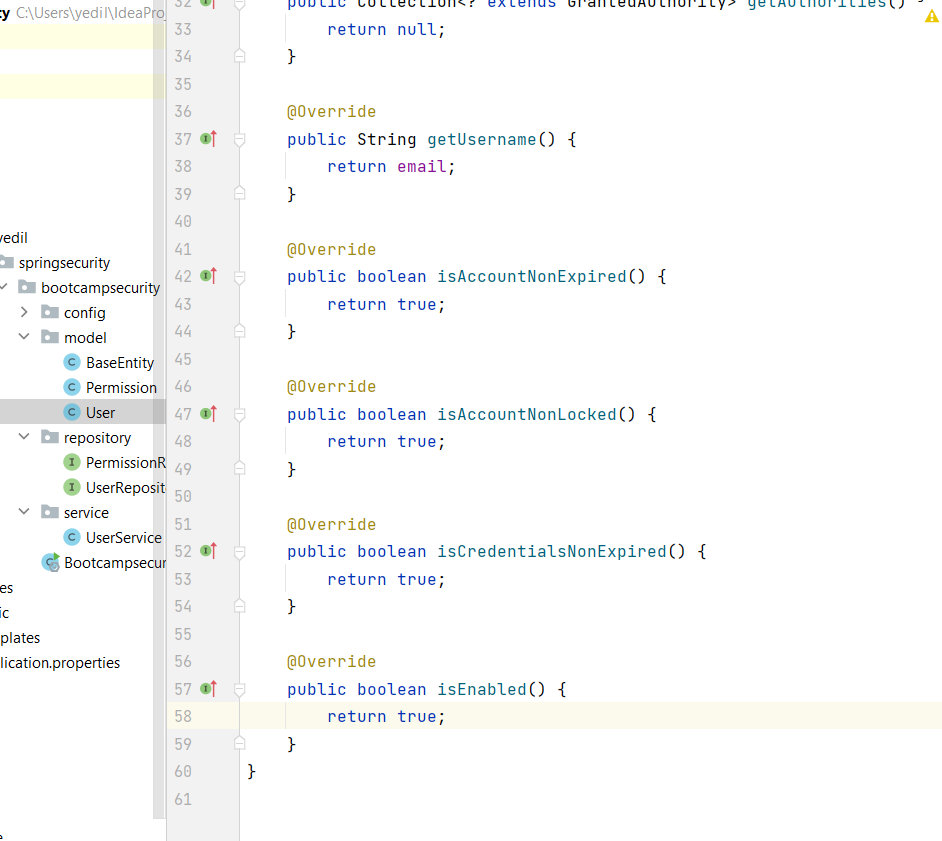 ty C:\Users\yedil\IdeaPro
yedil
springsecurity
bootcampsecurity
config
model
C BaseEntity
C Permission
C User
repository
I PermissionR
I UserReposit
service
C UserService
C Bootcampsecur
es
ic
plates
lication.properties
e
32 public Collection<? extends GrantedAuthority> getAuthorities()
33 return null;
34 }
35
36 @Override
37 public String getUsername() {
38 return email;
39 }
40
41 @Override
42 public boolean isAccountNonExpired() {
43 return true;
44 }
45
46 @Override
47 public boolean isAccountNonLocked() {
48 return true;
49 }
50
51 @Override
52 public boolean isCredentialsNonExpired() {
53 return true;
54 }
55
56 @Override
57 public boolean isEnabled() {
58 return true;
59 }
60 }
61